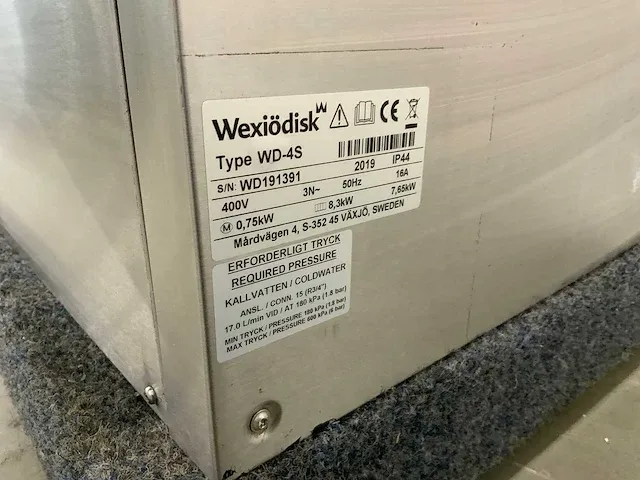 Wexiödisk
Type WD-4S
S/N: WD191391 2019 IP44
400V 3N~ 50Hz 16A
M 0,75kW 8,3kW 7,65kW
Mårdvägen 4, S-352 45 VÄXJÖ, SWEDEN
ERFORDERLIGT TRYCK
REQUIRED PRESSURE
KALLVATTEN / COLDWATER
ANSL. / CONN. 15 (R3/4")
17.0 L/min VID / AT 180 kPa (1.8 bar)
MIN TRYCK / PRESSURE 180 kPa (1.8 bar)
MAX TRYCK / PRESSURE 600 kPa (6 bar)